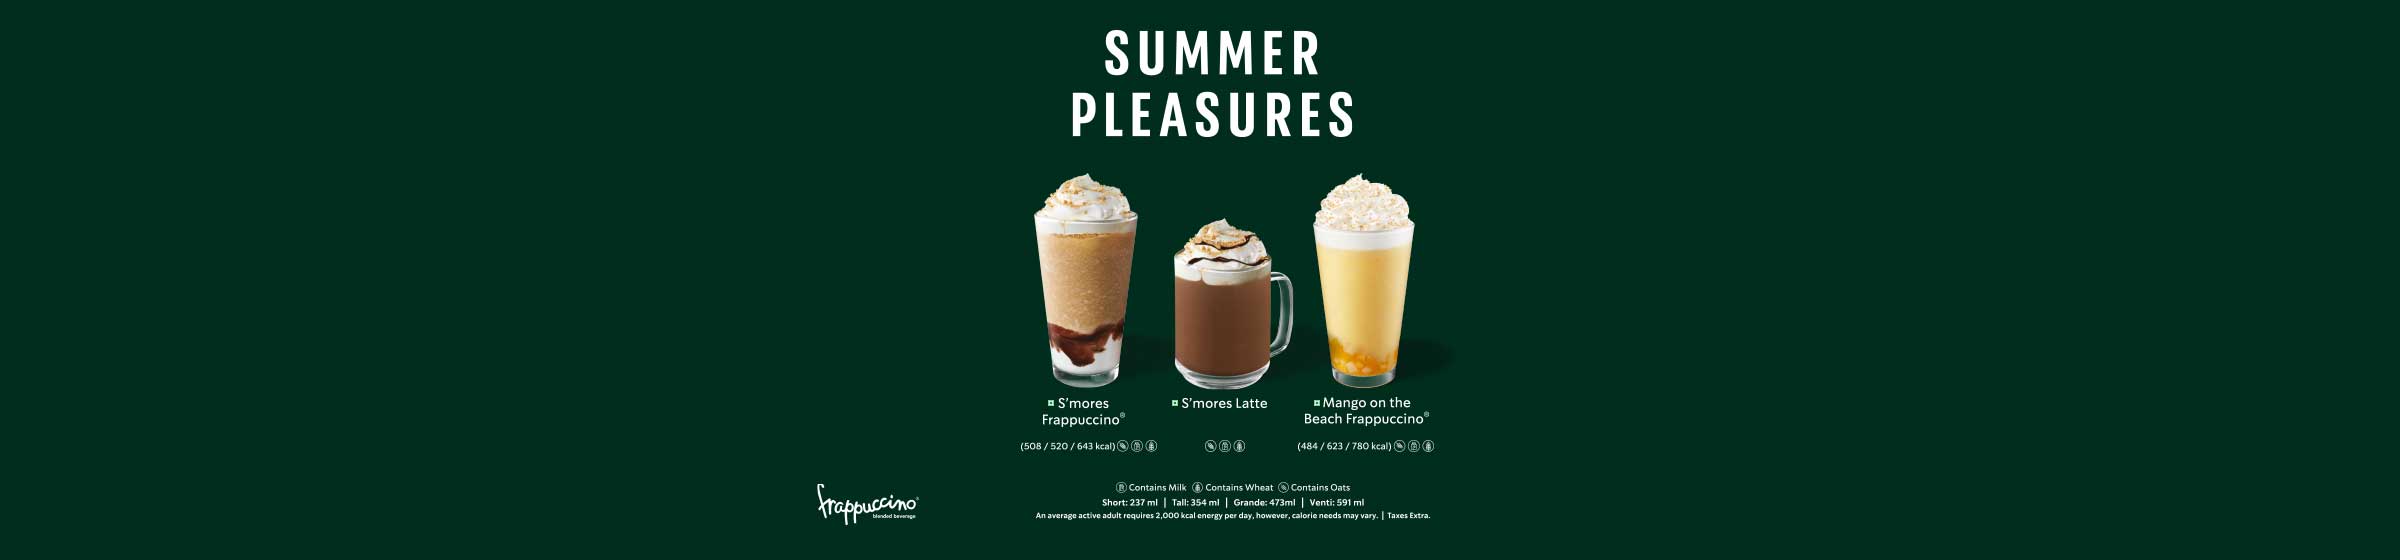 SUMMER
PLEASURES
S'mores
Frappuccino®
(508 / 520 / 643 kcal)
S'mores Latte
Mango on the
Beach Frappuccino®
(484 / 623 / 780 kcal)
Contains Milk Contains Wheat Contains Oats
Short: 237 ml | Tall: 354 ml | Grande: 473ml | Venti: 591 ml
An average active adult requires 2,000 kcal energy per day, however, calorie needs may vary. | Taxes Extra.
frappuccino®
blended beverage